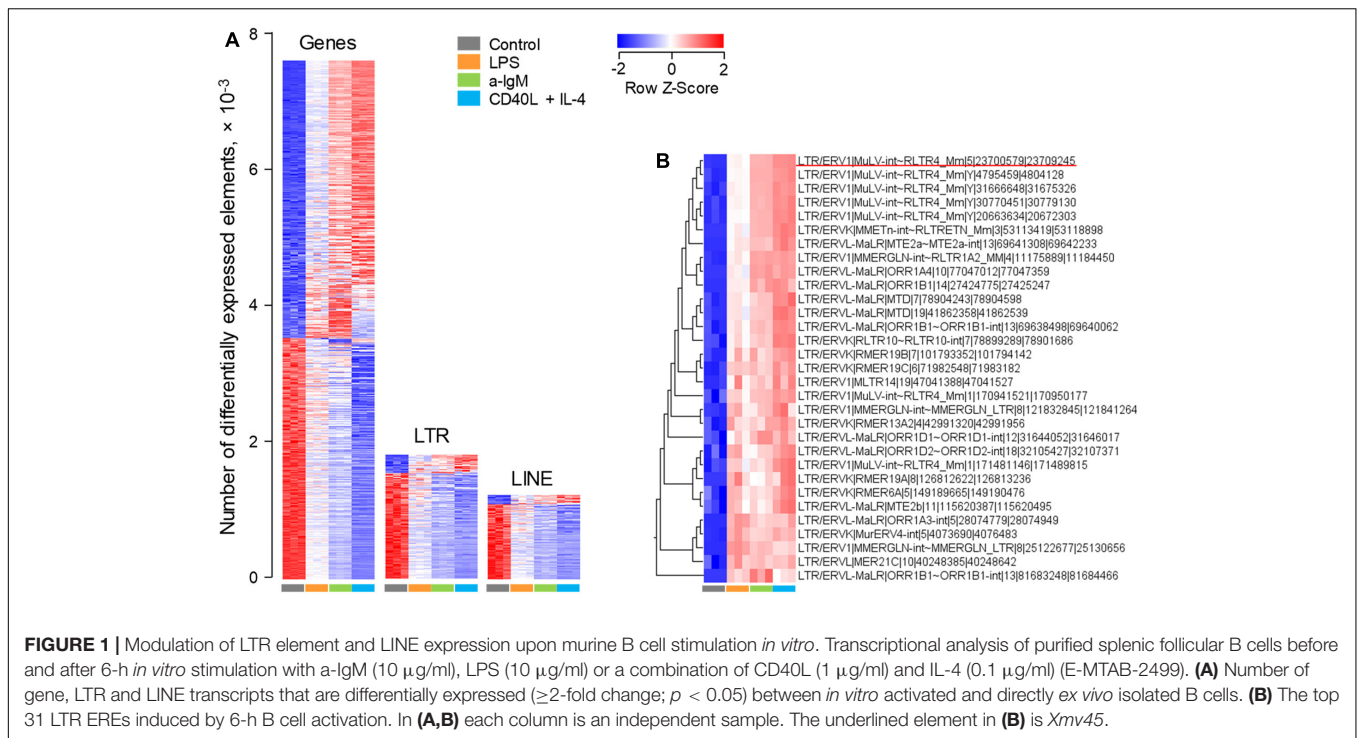 A
8
6
4
2
0
Number of differentially expressed elements, × 10⁻³
Genes
LTR
LINE
Control
LPS
a-IgM
CD40L + IL-4
-2 0 2
Row Z-Score
B
LTR/ERV1|MuLV-int~RLTR4_Mm|5|23700579|23709245
LTR/ERV1|MuLV-int~RLTR4_Mm|Y|4795459|4804128
LTR/ERV1|MuLV-int~RLTR4_Mm|Y|31666648|31675326
LTR/ERV1|MuLV-int~RLTR4_Mm|Y|30770451|30779130
LTR/ERV1|MuLV-int~RLTR4_Mm|Y|20663634|20672303
LTR/ERVK|MMETn-int~RLTRETN_Mm|3|53113419|53118898
LTR/ERVL-MaLR|MTE2a~MTE2a-int|13|69641308|69642233
LTR/ERV1|MMERGLN-int~RLTR1A2_MM|4|11175889|11184450
LTR/ERVL-MaLR|ORR1A4|10|77047012|77047359
LTR/ERVL-MaLR|ORR1B1|14|27424775|27425247
LTR/ERVL-MaLR|MTD|7|78904243|78904598
LTR/ERVL-MaLR|MTD|19|41862358|41862539
LTR/ERVL-MaLR|ORR1B1~ORR1B1-int|13|69638498|69640062
LTR/ERVK|RLTR10~RLTR10-int|7|78899289|78901686
LTR/ERVK|RMER19B|7|101793352|101794142
LTR/ERVK|RMER19C|6|71982548|71983182
LTR/ERV1|MLTR14|19|47041388|47041527
LTR/ERV1|MuLV-int~RLTR4_Mm|1|170941521|170950177
LTR/ERV1|MMERGLN-int~MMERGLN_LTR|8|121832845|121841264
LTR/ERVK|RMER13A2|4|42991320|42991956
LTR/ERVL-MaLR|ORR1D1~ORR1D1-int|12|31644052|31646017
LTR/ERVL-MaLR|ORR1D2~ORR1D2-int|18|32105427|32107371
LTR/ERV1|MuLV-int~RLTR4_Mm|1|171481146|171489815
LTR/ERVK|RMER19A|8|126812622|126813236
LTR/ERVK|RMER6A|5|149189665|149190476
LTR/ERVL-MaLR|MTE2b|11|115620387|115620495
LTR/ERVL-MaLR|ORR1A3-int|5|28074779|28074949
LTR/ERVK|MurERV4-int|5|4073690|4076483
LTR/ERV1|MMERGLN-int~MMERGLN_LTR|8|25122677|25130656
LTR/ERVL|MER21C|10|40248385|40248642
LTR/ERVL-MaLR|ORR1B1~ORR1B1-int|13|81683248|81684466
FIGURE 1 | Modulation of LTR element and LINE expression upon murine B cell stimulation in vitro. Transcriptional analysis of purified splenic follicular B cells before
and after 6-h in vitro stimulation with a-IgM (10 μg/ml), LPS (10 μg/ml) or a combination of CD40L (1 μg/ml) and IL-4 (0.1 μg/ml) (E-MTAB-2499). (A) Number of
gene, LTR and LINE transcripts that are differentially expressed (≥2-fold change; p < 0.05) between in vitro activated and directly ex vivo isolated B cells. (B) The top
31 LTR EREs induced by 6-h B cell activation. In (A,B) each column is an independent sample. The underlined element in (B) is Xmv45.